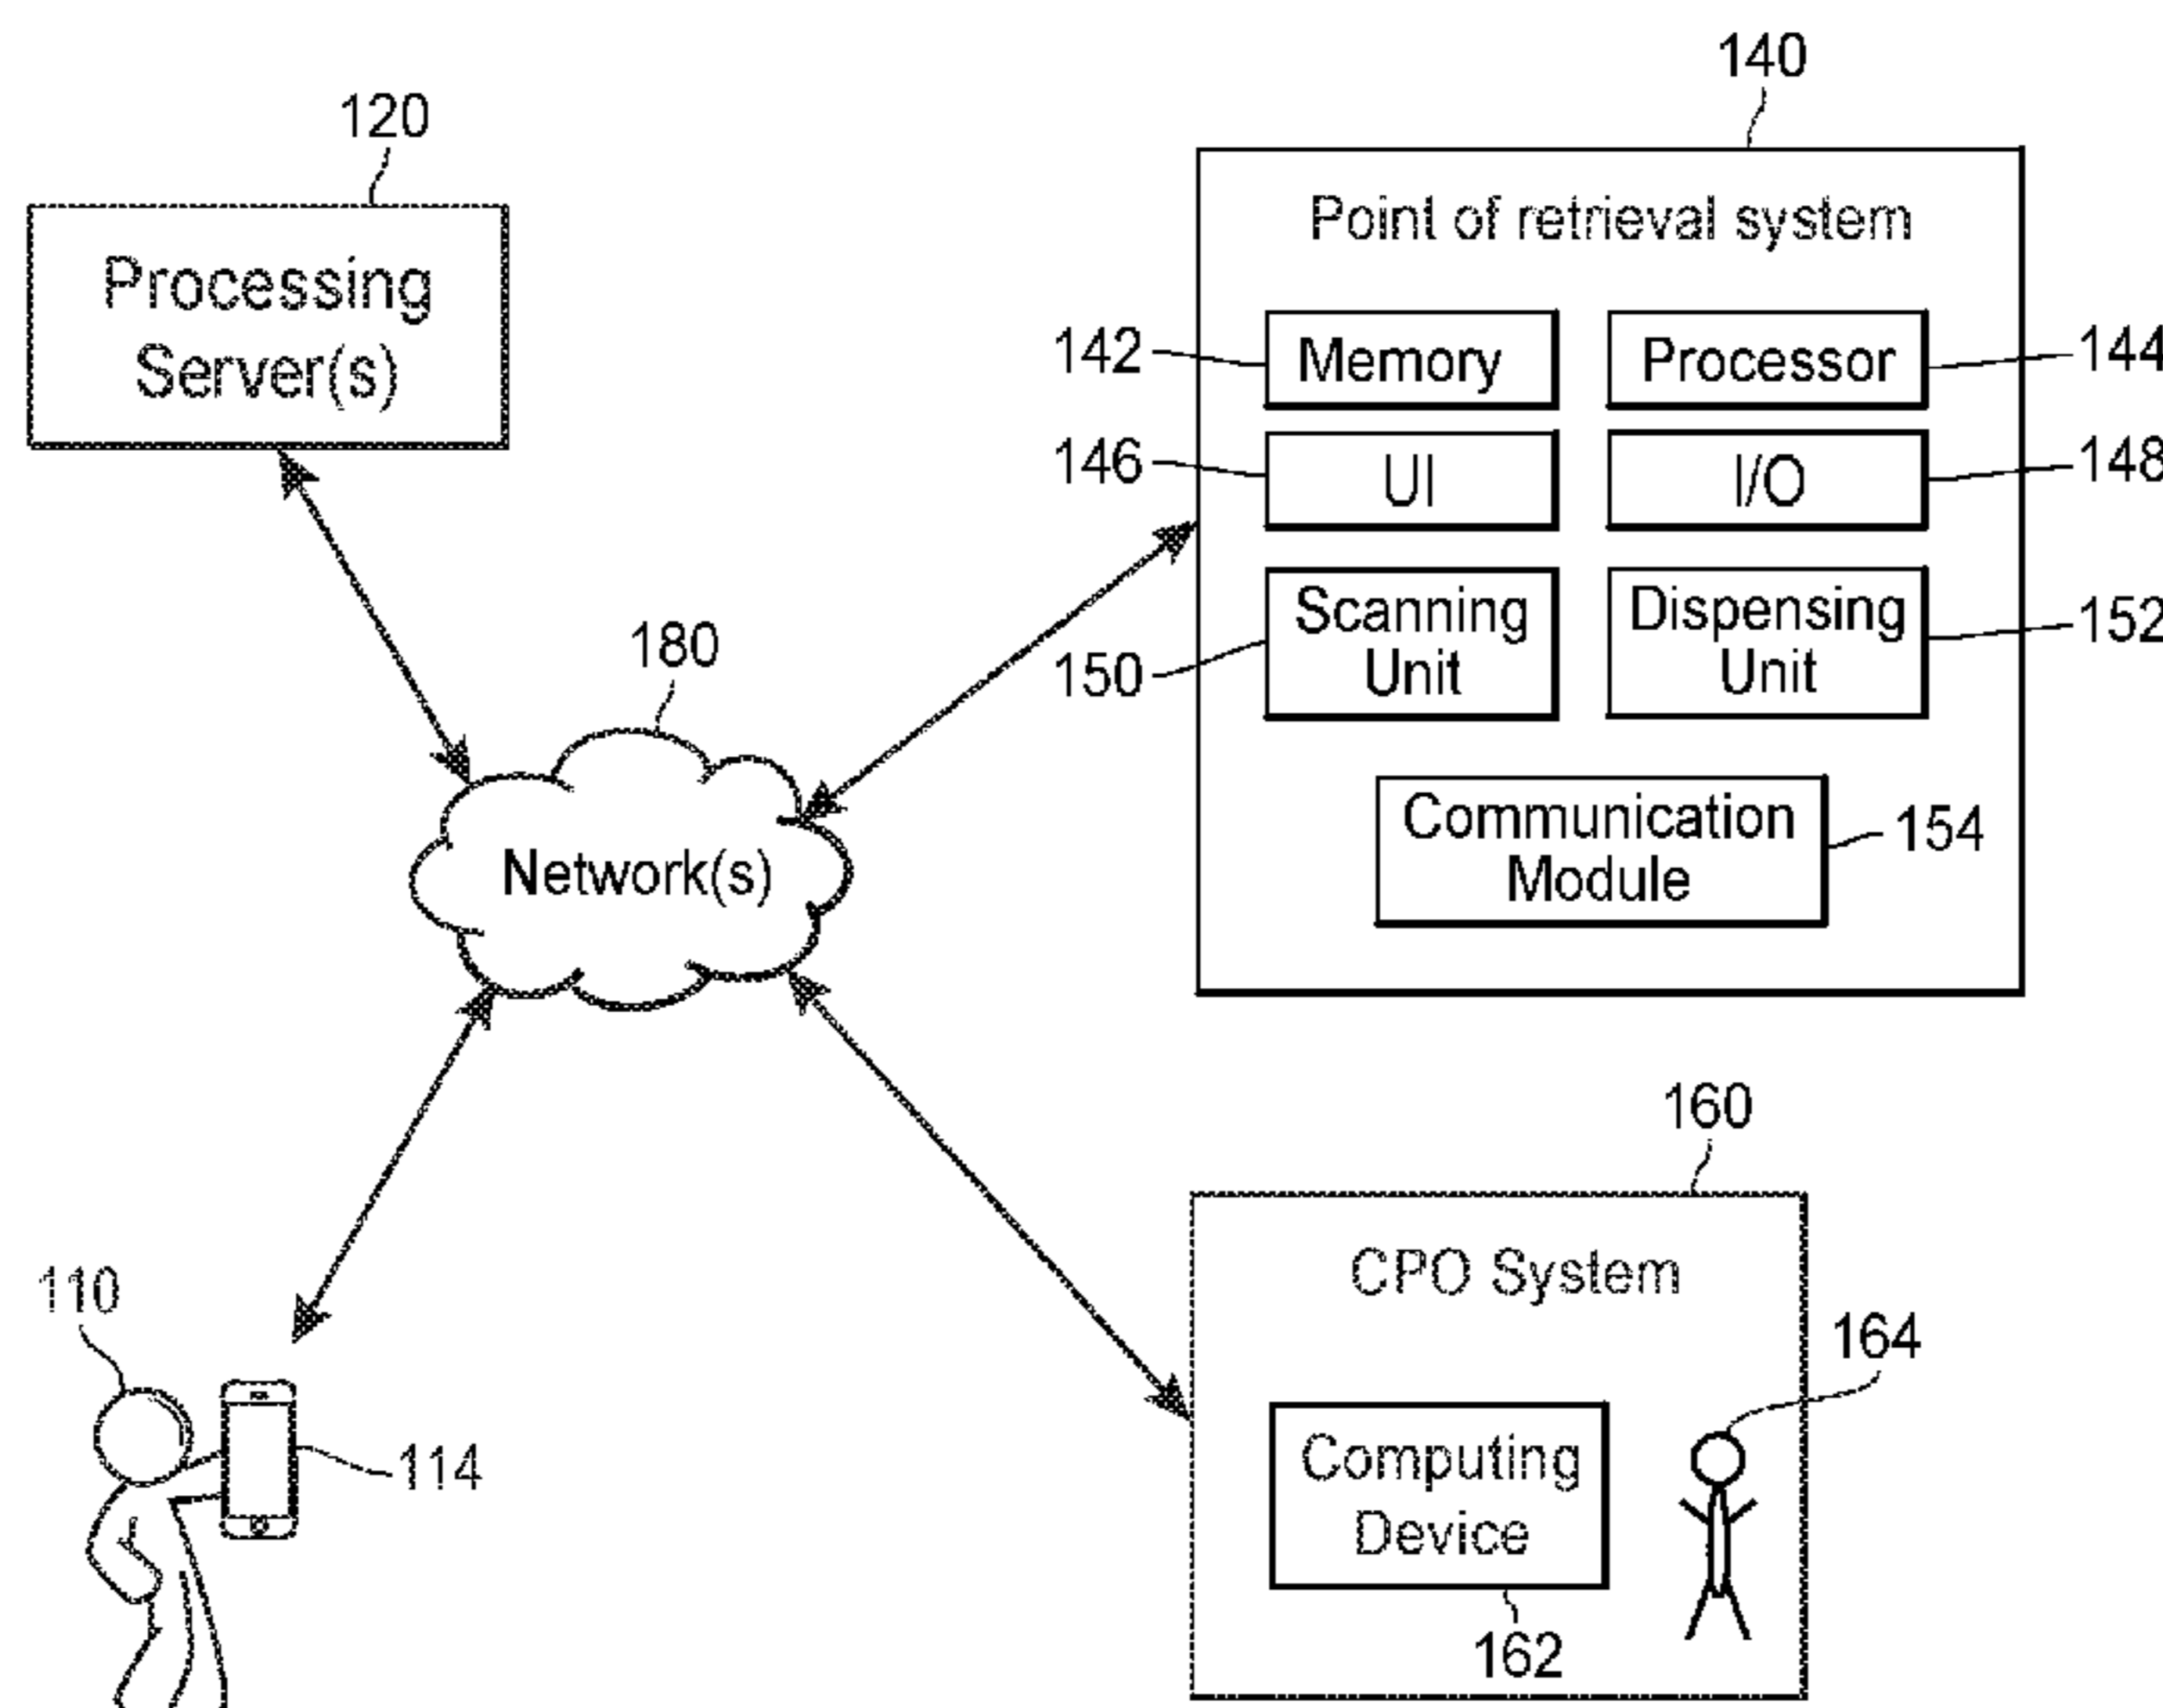 140
120
Point of retrieval system
Processing
Server(s)
142
Memory
Processor
144
146
UI
I/O
148
Scanning
Unit
150
Dispensing
Unit
152
180
Communication
Module
154
Network(s)
160
CPO System
110
164
114
Computing
Device
162